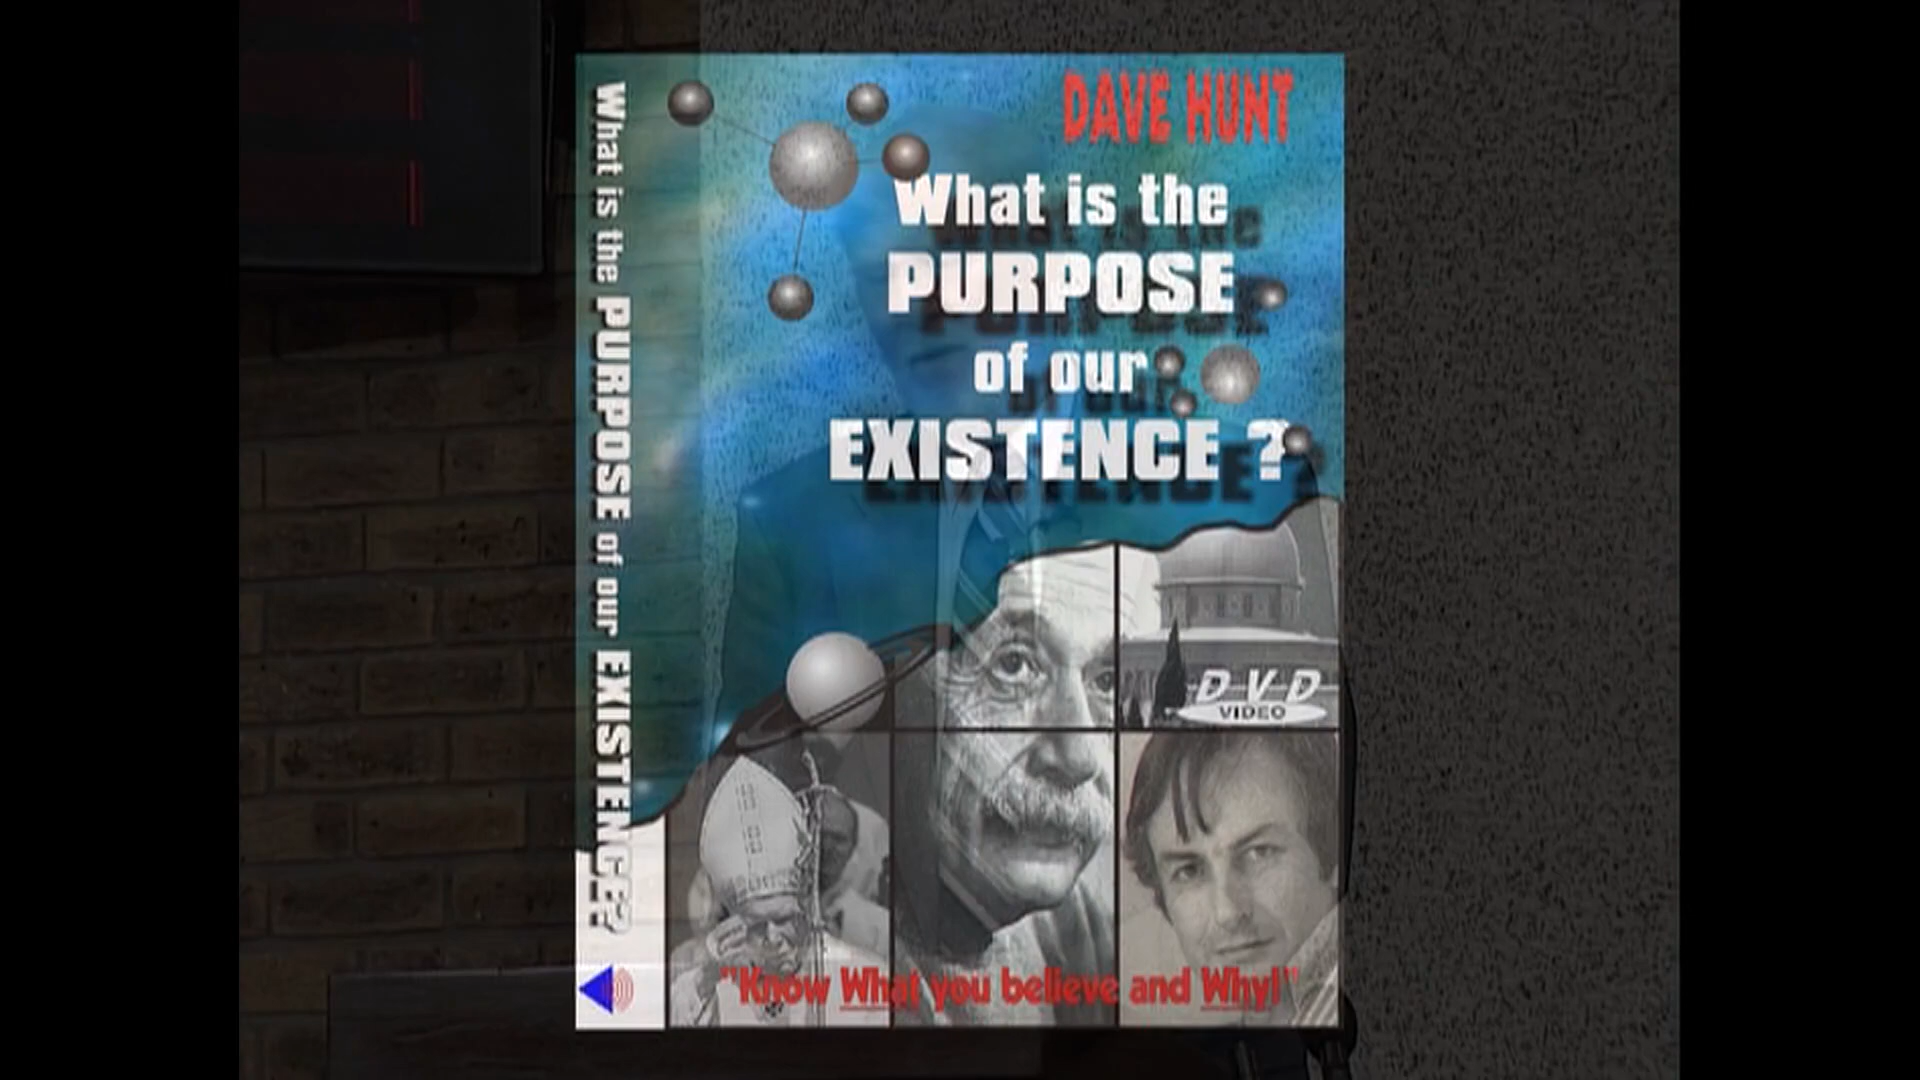 What is the PURPOSE of our EXISTENCE?
DAVE HUNT
What is the
PURPOSE
of our
EXISTENCE ?
DVD
VIDEO
"Know What you believe and Why!"